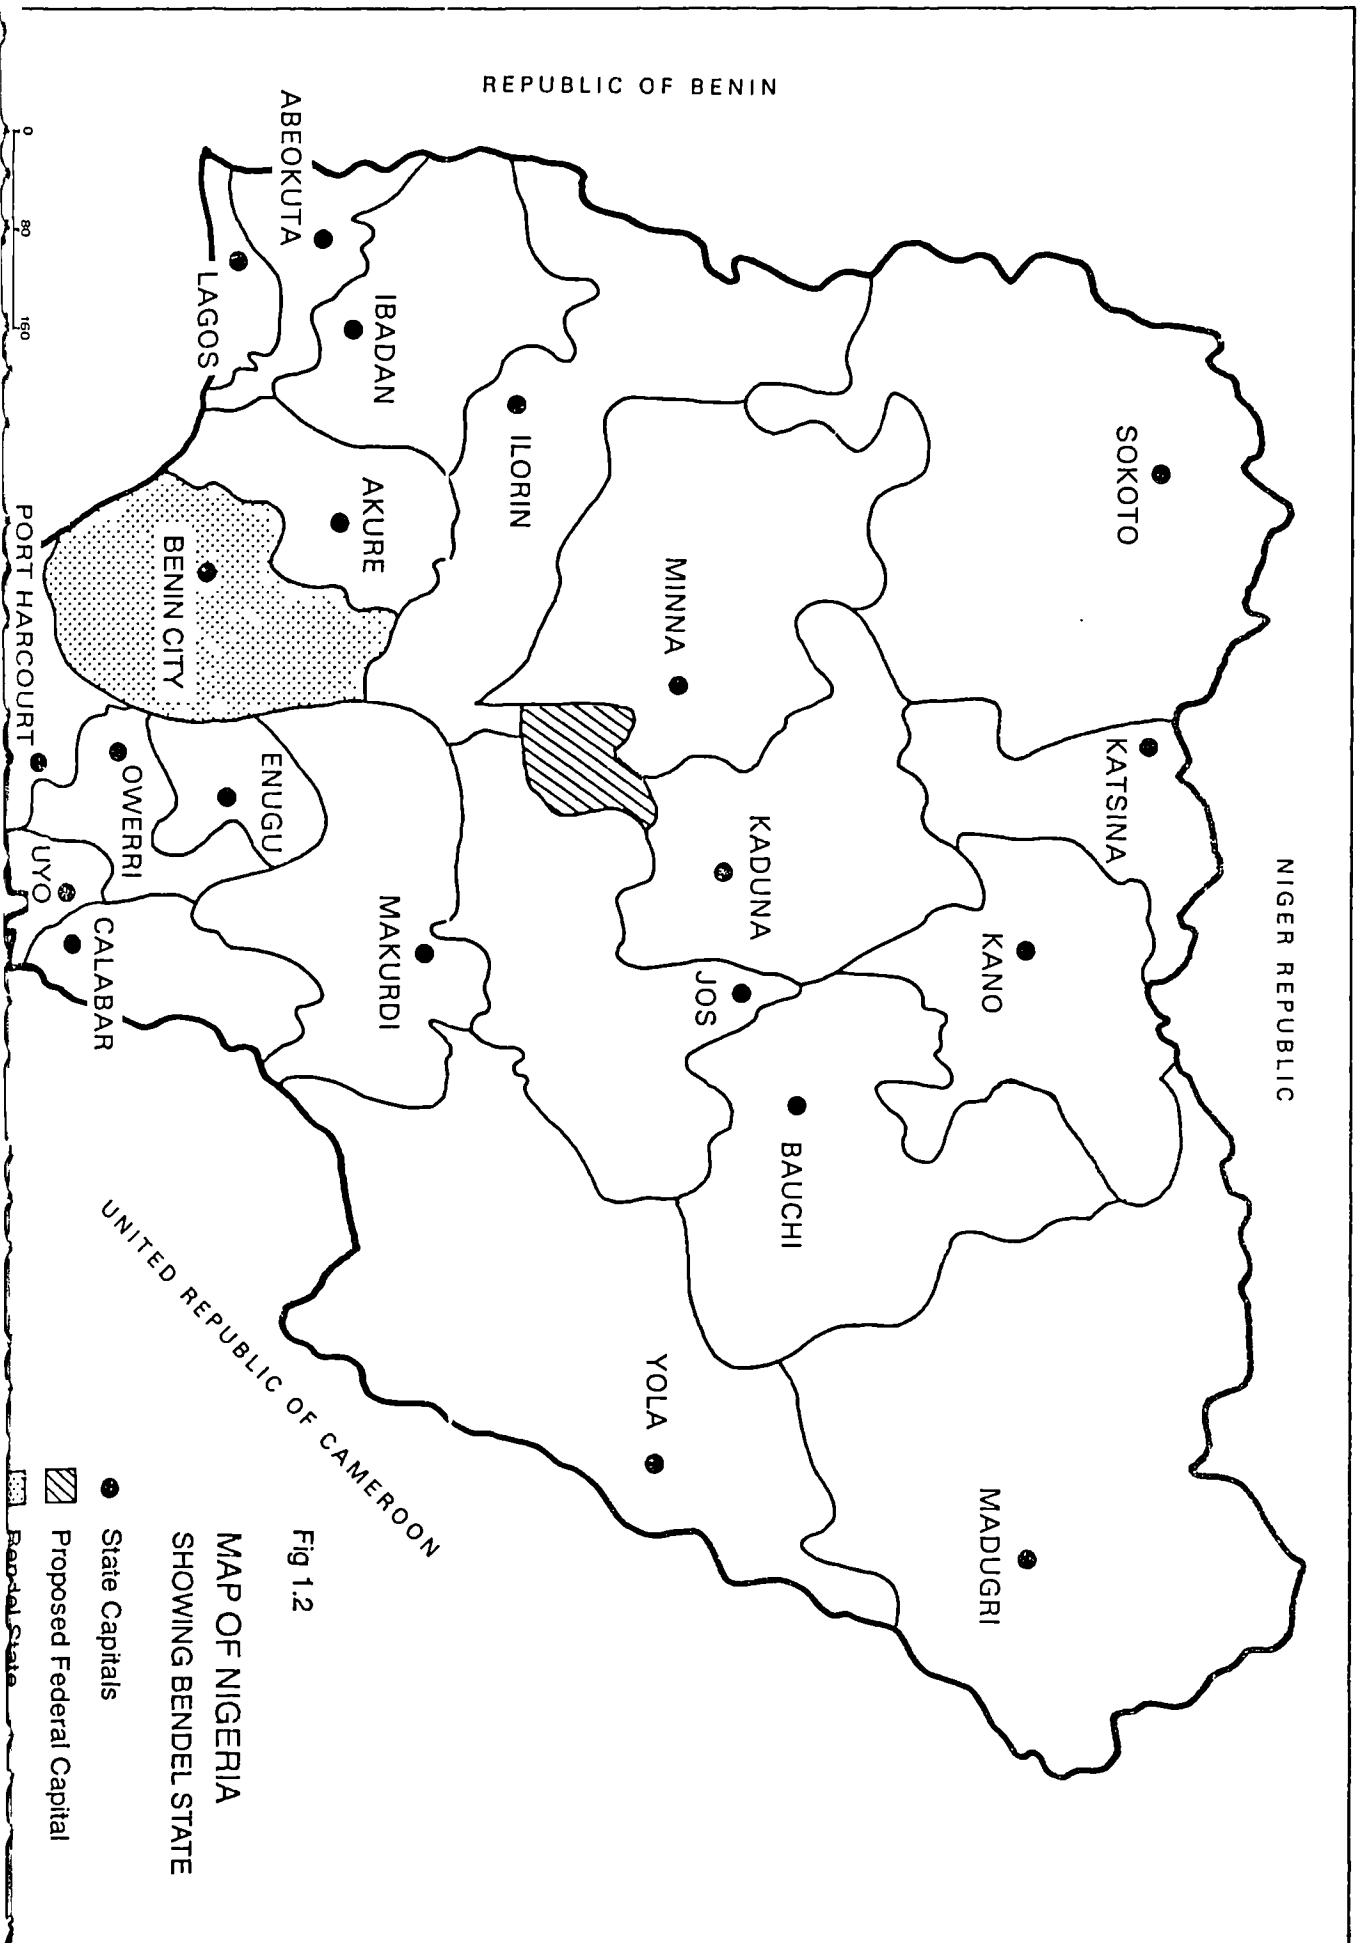 REPUBLIC OF BENIN
NIGER REPUBLIC
SOKOTO
KATSINA
KANO
MADUGRI
KADUNA
BAUCHI
JOS
MINNA
YOLA
ILORIN
IBADAN
ABEOKUTA
LAGOS
AKURE
MAKURDI
BENIN CITY
ENUGU
OWERRI
CALABAR
UYO
PORT HARCOURT
UNITED REPUBLIC OF CAMEROON
0 80 160
Fig 1.2
MAP OF NIGERIA
SHOWING BENDEL STATE
State Capitals
Proposed Federal Capital
Bendel State